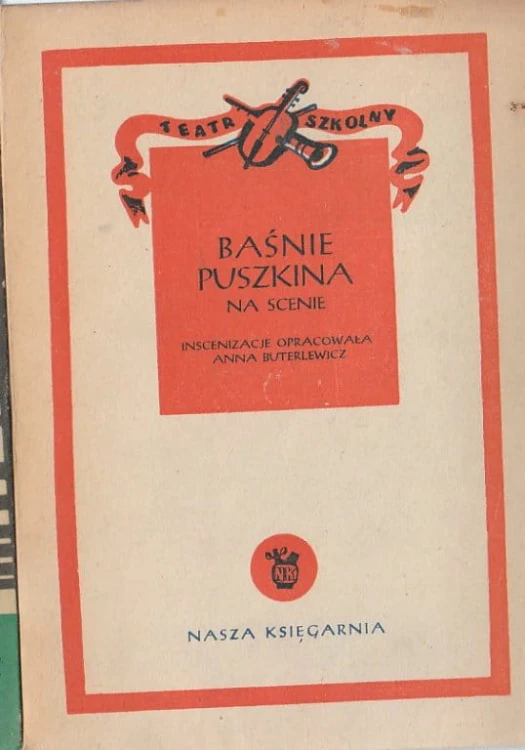 TEATR SZKOLNY
BAŚNIE
PUSZKINA
NA SCENIE
INSCENIZACJE OPRACOWAŁA
ANNA BUTERLEWICZ
NK
NASZA KSIĘGARNIA